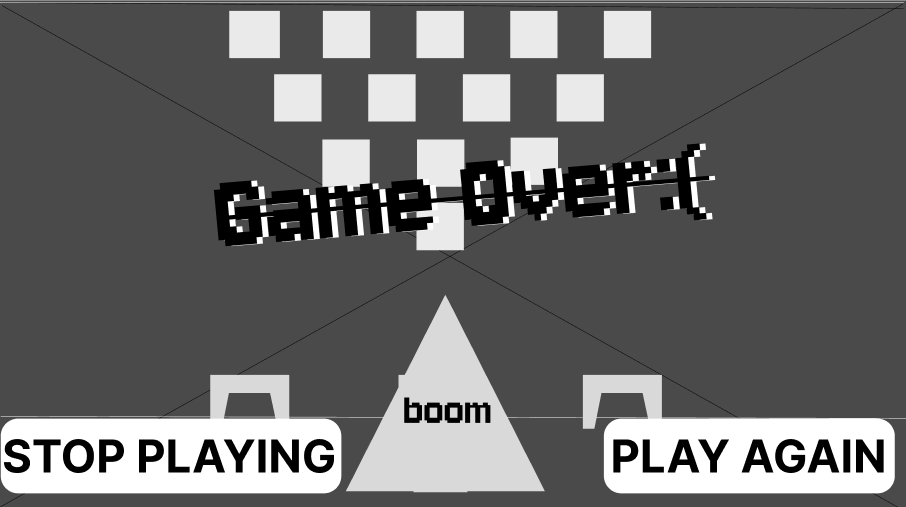 Game Over:(
boom
STOP PLAYING
PLAY AGAIN